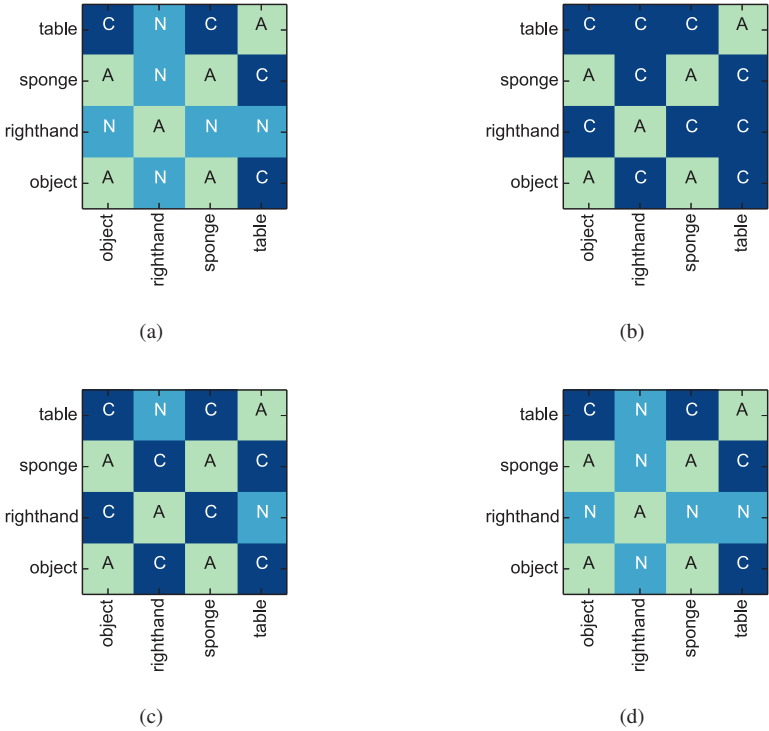 table C N C A
sponge A N A C
righthand N A N N
object A N A C
object righthand sponge table
(a)
table C C C A
sponge A C A C
righthand C A C C
object A C A C
object righthand sponge table
(b)
table C N C A
sponge A C A C
righthand C A C N
object A C A C
object righthand sponge table
(c)
table C N C A
sponge A N A C
righthand N A N N
object A N A C
object righthand sponge table
(d)